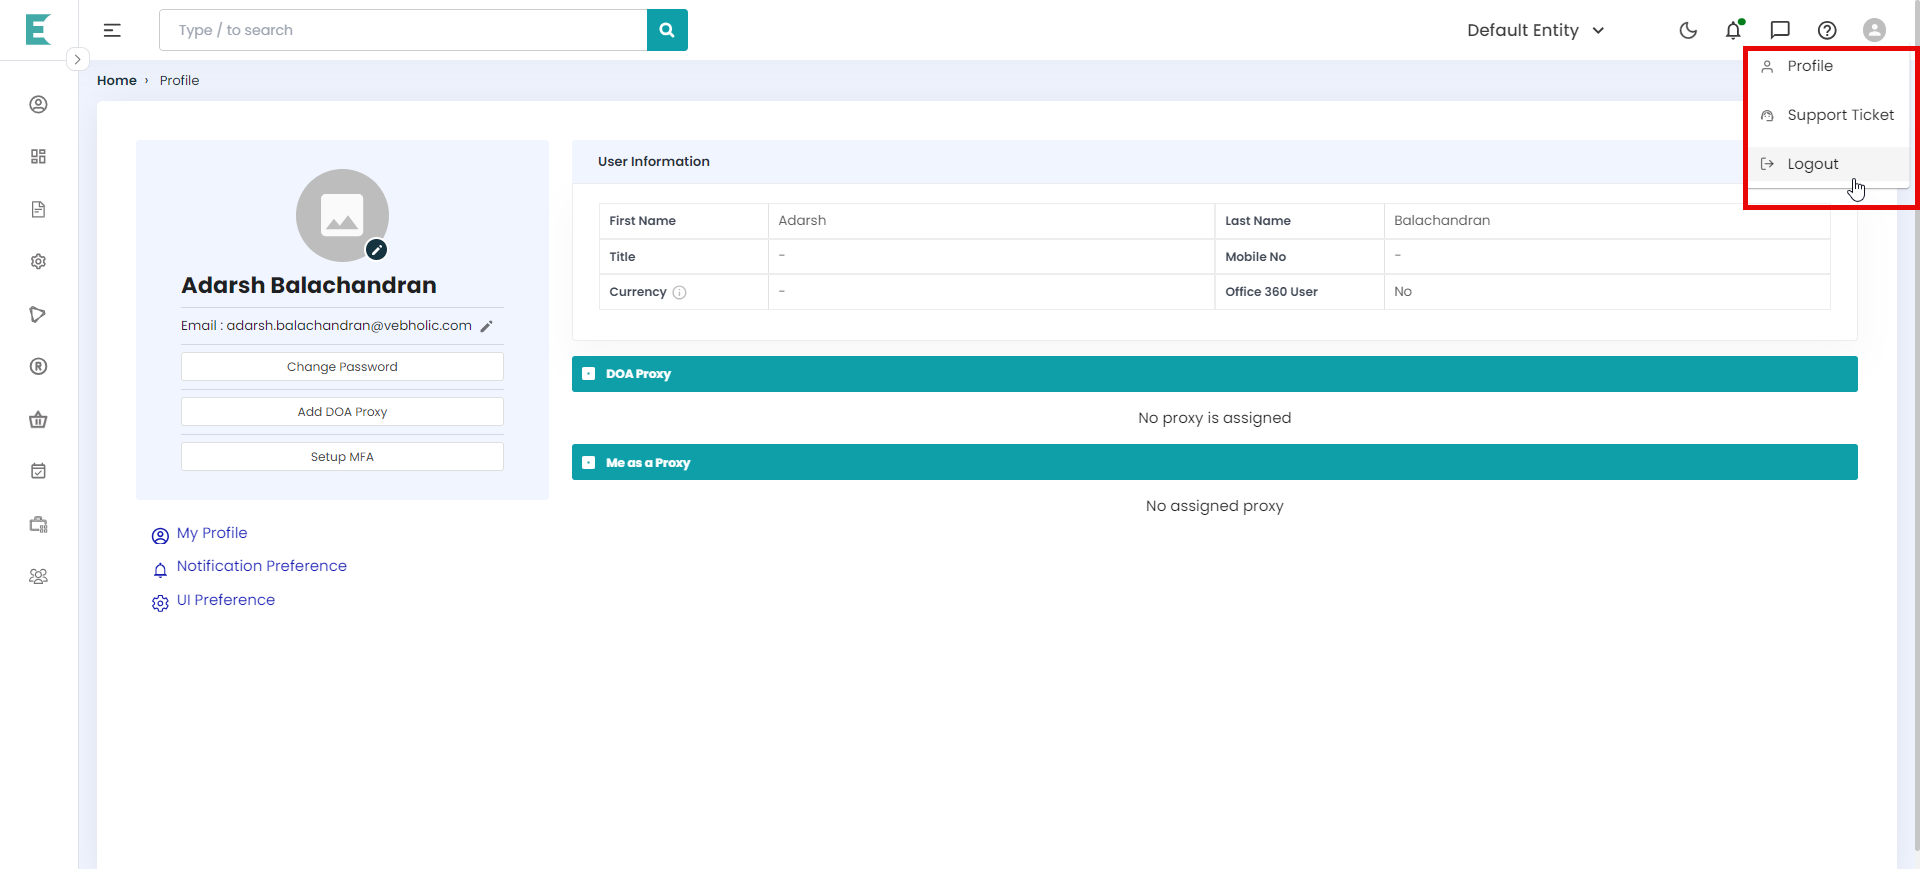 Type / to search
Default Entity
Home › Profile
Profile
Support Ticket
Logout
Adarsh Balachandran
Email : adarsh.balachandran@vebholic.com
Change Password
Add DOA Proxy
Setup MFA
My Profile
Notification Preference
UI Preference
User Information
First Name Adarsh Last Name Balachandran
Title - Mobile No -
Currency - Office 360 User No
DOA Proxy
No proxy is assigned
Me as a Proxy
No assigned proxy